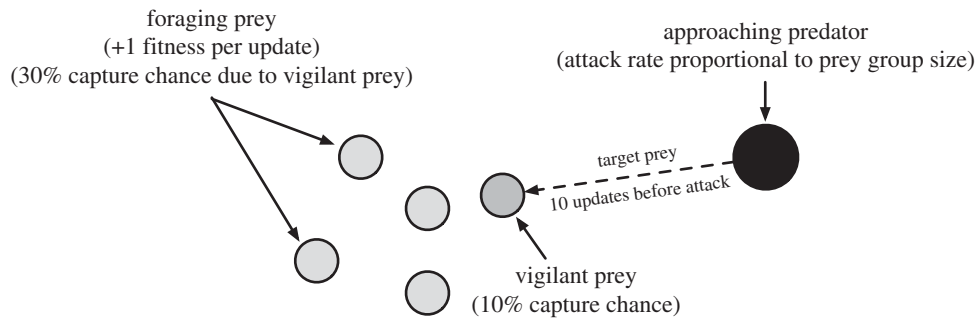 foraging prey
(+1 fitness per update)
(30% capture chance due to vigilant prey)
approaching predator
(attack rate proportional to prey group size)
target prey
10 updates before attack
vigilant prey
(10% capture chance)